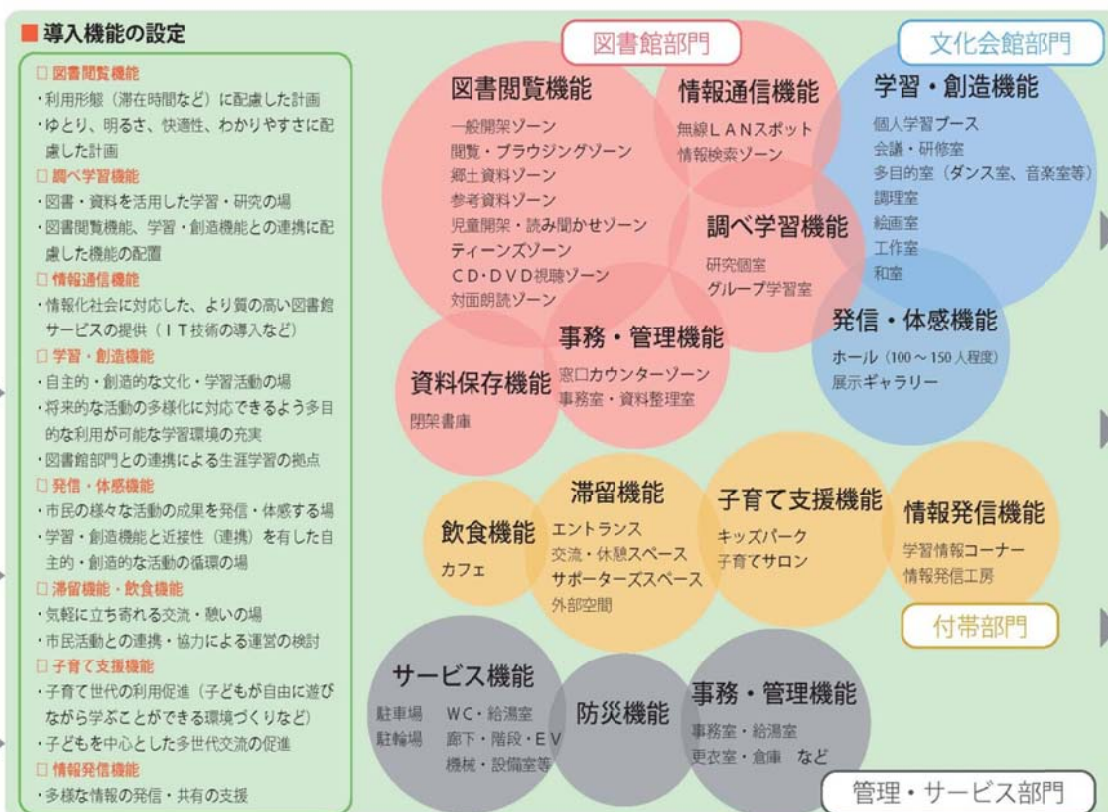 ■ 導入機能の設定
□ 図書閲覧機能
・利用形態（滞在時間など）に配慮した計画
・ゆとり、明るさ、快適性、わかりやすさに配
慮した計画
□ 調べ学習機能
・図書・資料を活用した学習・研究の場
・図書閲覧機能、学習・創造機能との連携に配
慮した機能の配置
□ 情報通信機能
・情報化社会に対応した、より質の高い図書館
サービスの提供（ＩＴ技術の導入など）
□ 学習・創造機能
・自主的・創造的な文化・学習活動の場
・将来的な活動の多様化に対応できるよう多目
的な利用が可能な学習環境の充実
・図書館部門との連携による生涯学習の拠点
□ 発信・体感機能
・市民の様々な活動の成果を発信・体感する場
・学習・創造機能と近接性（連携）を有した自
主的・創造的な活動の循環の場
□ 滞留機能・飲食機能
・気軽に立ち寄れる交流・憩いの場
・市民活動との連携・協力による運営の検討
□ 子育て支援機能
・子育て世代の利用促進（子どもが自由に遊び
ながら学ぶことができる環境づくりなど）
・子どもを中心とした多世代交流の促進
□ 情報発信機能
・多様な情報の発信・共有の支援
図書館部門
図書閲覧機能
一般開架ゾーン
閲覧・ブラウジングゾーン
郷土資料ゾーン
参考資料ゾーン
児童開架・読み聞かせゾーン
ティーンズゾーン
ＣＤ・ＤＶＤ視聴ゾーン
対面朗読ゾーン
情報通信機能
無線ＬＡＮスポット
情報検索ゾーン
調べ学習機能
研究個室
グループ学習室
事務・管理機能
窓口カウンターゾーン
事務室・資料整理室
資料保存機能
閉架書庫
文化会館部門
学習・創造機能
個人学習ブース
会議・研修室
多目的室（ダンス室、音楽室等）
調理室
絵画室
工作室
和室
発信・体感機能
ホール（100～150人程度）
展示ギャラリー
飲食機能
カフェ
滞留機能
エントランス
交流・休憩スペース
サポーターズスペース
外部空間
子育て支援機能
キッズパーク
子育てサロン
情報発信機能
学習情報コーナー
情報発信工房
付帯部門
サービス機能
駐車場 ＷＣ・給湯室
駐輪場 廊下・階段・ＥＶ
機械・設備室等
防災機能
事務・管理機能
事務室・給湯室
更衣室・倉庫 など
管理・サービス部門